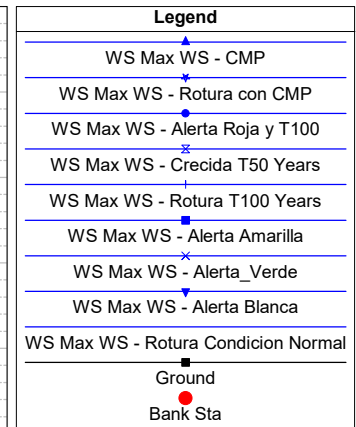 Legend
WS Max WS - CMP
WS Max WS - Rotura con CMP
WS Max WS - Alerta Roja y T100
WS Max WS - Crecida T50 Years
WS Max WS - Rotura T100 Years
WS Max WS - Alerta Amarilla
WS Max WS - Alerta_Verde
WS Max WS - Alerta Blanca
WS Max WS - Rotura Condicion Normal
Ground
Bank Sta